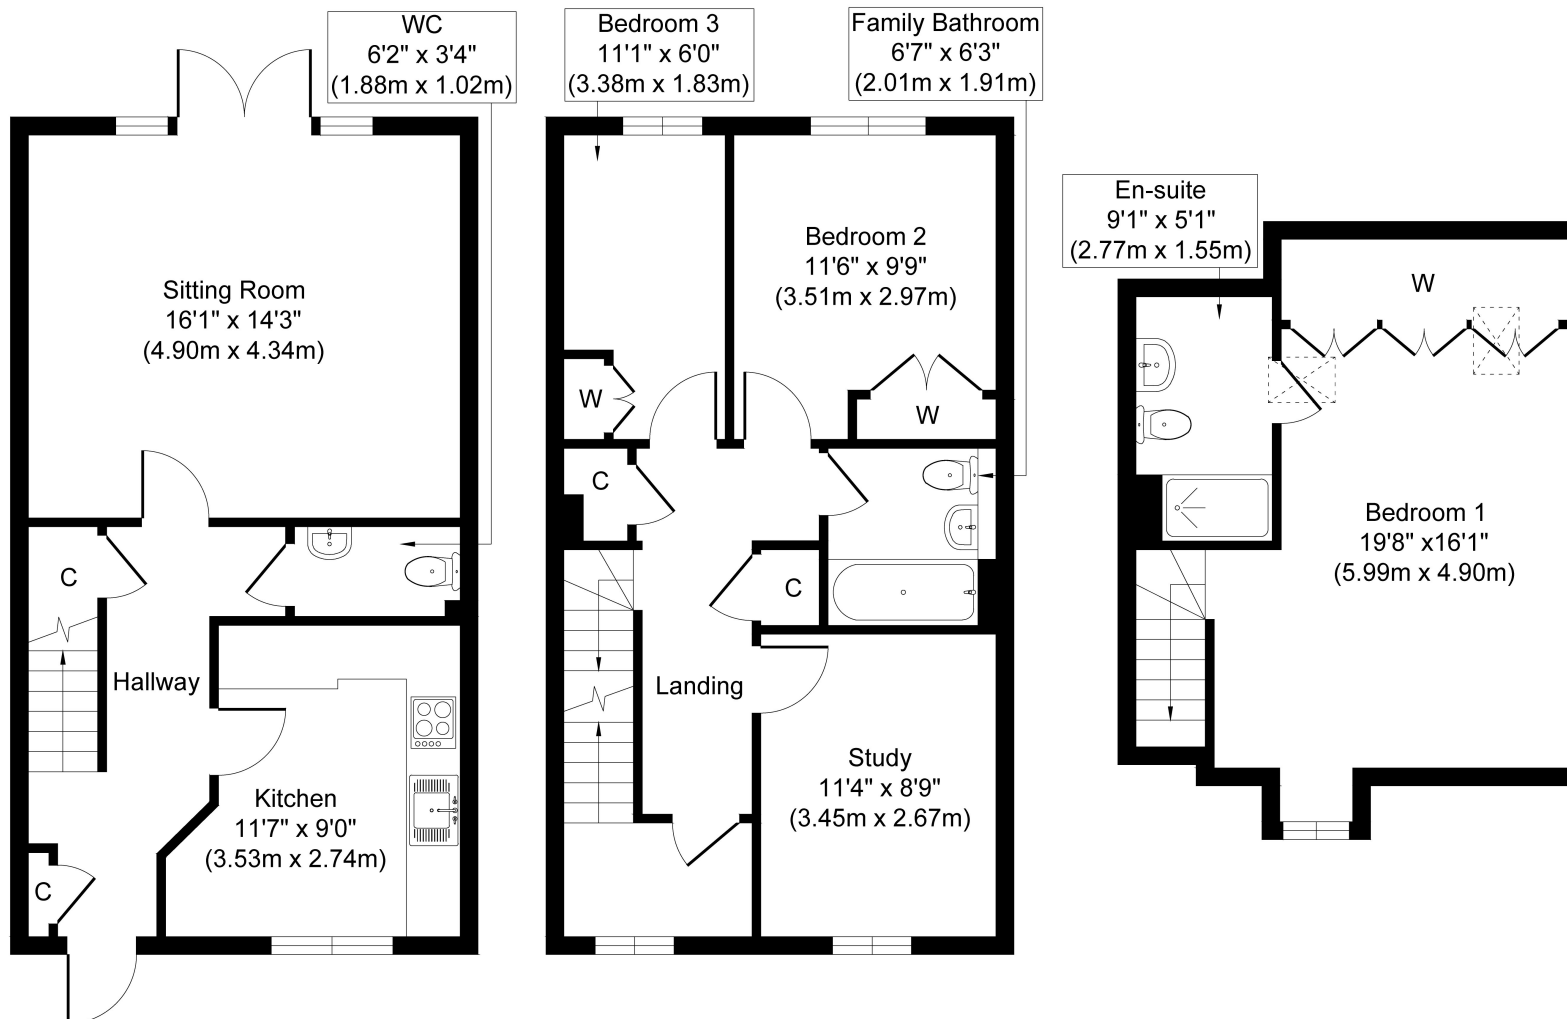 WC
6'2" x 3'4"
(1.88m x 1.02m)
Bedroom 3
11'1" x 6'0"
(3.38m x 1.83m)
Family Bathroom
6'7" x 6'3"
(2.01m x 1.91m)
En-suite
9'1" x 5'1"
(2.77m x 1.55m)
Sitting Room
16'1" x 14'3"
(4.90m x 4.34m)
C
Hallway
Kitchen
11'7" x 9'0"
(3.53m x 2.74m)
C
Bedroom 2
11'6" x 9'9"
(3.51m x 2.97m)
W
W
C
C
Landing
Study
11'4" x 8'9"
(3.45m x 2.67m)
W
Bedroom 1
19'8" x16'1"
(5.99m x 4.90m)